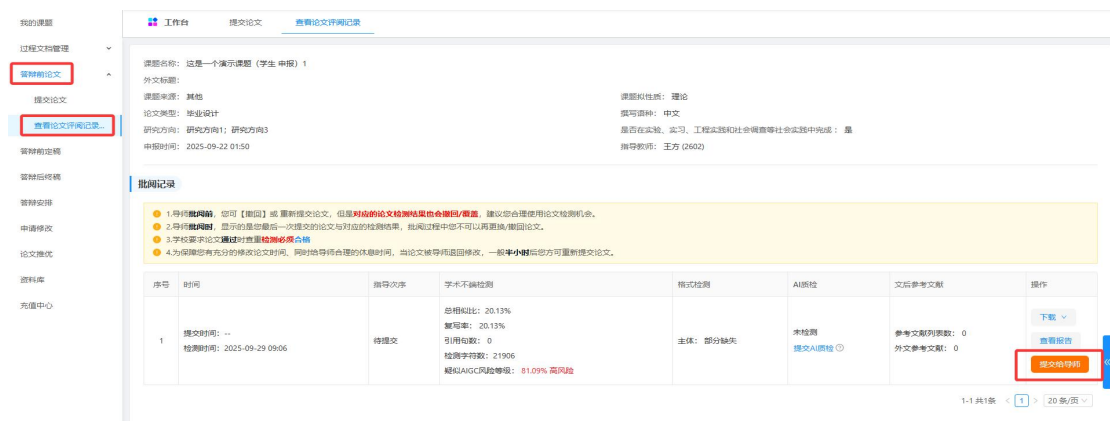 我的课题
过程文档管理
答辩前论文
提交论文
查看论文评阅记录...
答辩前定稿
答辩后终稿
答辩安排
申请修改
论文推优
资料库
充值中心
工作台 提交论文 查看论文评阅记录
课题名称: 这是一个演示课题（学生 申报）1
外文标题:
课题来源: 其他 课题拟性质: 理论
论文类型: 毕业设计 撰写语种: 中文
研究方向: 研究方向1; 研究方向3 是否在实验、实习、工程实践和社会调查等社会实践中完成: 是
申报时间: 2025-09-22 01:50 指导教师: 王方 (2602)
批阅记录
1.导师批阅前，您可【撤回】或 重新提交论文，但是对应的论文检测结果也会撤回/覆盖，建议您合理使用论文检测机会。
2.导师批阅时，显示的是您最后一次提交的论文与对应的检测结果，批阅过程中您不可以再更换/撤回论文。
3.学校要求论文通过时查重检测必须合格
4.为保障您有充分的修改论文时间、同时给导师合理的休息时间，当论文被导师退回修改，一般半小时后您方可重新提交论文。
序号 时间 指导次序 学术不端检测 格式检测 AI质检 文后参考文献 操作
1
提交时间: --
检测时间: 2025-09-29 09:06
待提交
总相似比: 20.13%
复写率: 20.13%
引用句数: 0
检测字符数: 21906
疑似AIGC风险等级: 81.09% 高风险
主体: 部分缺失
未检测
提交AI质检
参考文献列表数: 0
外文参考文献: 0
下载
查看报告
提交给导师
1-1 共1条 < 1 > 20 条/页